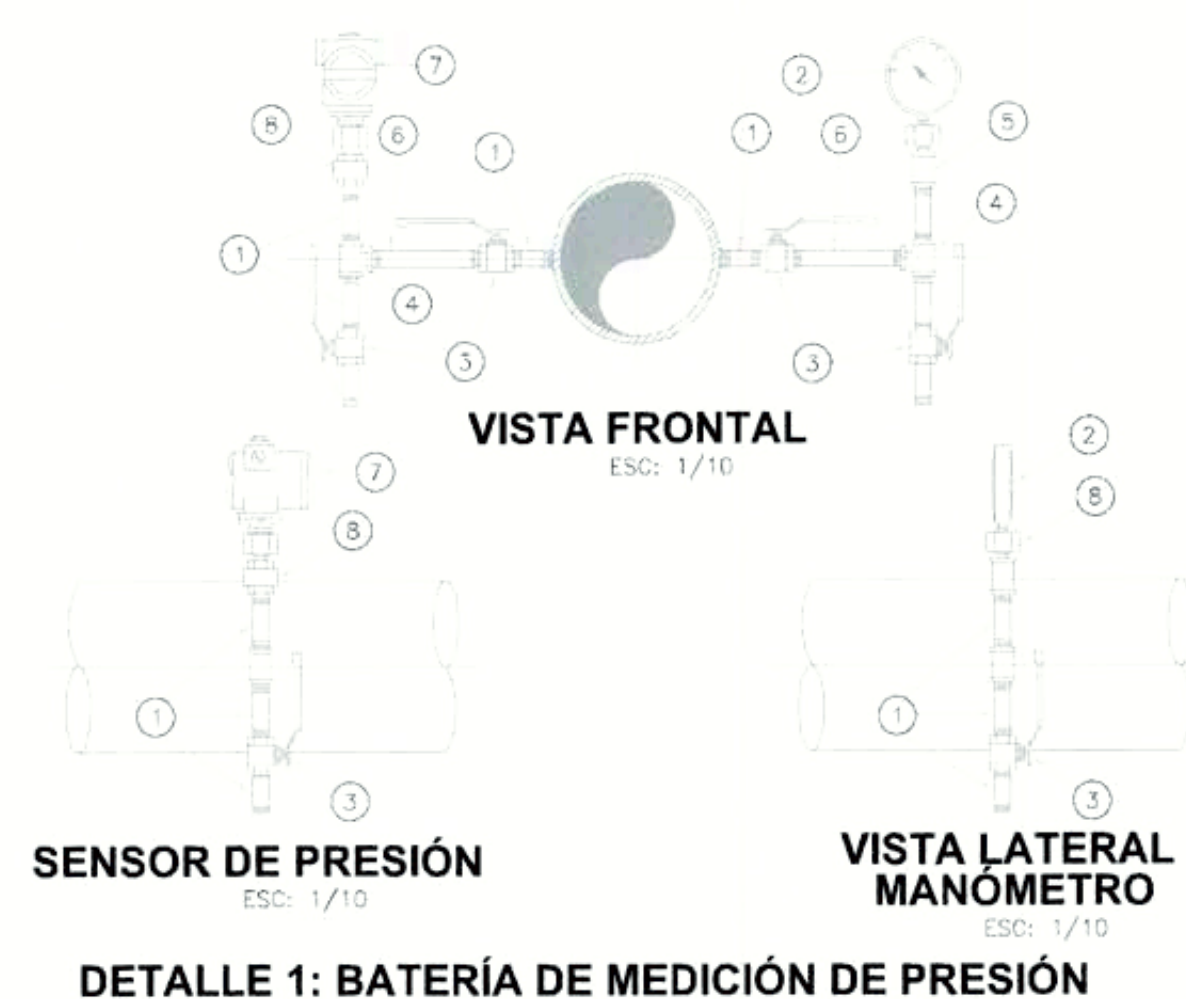 7
2
8
6
1
1
6
5
1
4
4
3
3
VISTA FRONTAL
ESC: 1/10
2
7
8
8
1
1
3
3
SENSOR DE PRESIÓN
ESC: 1/10
VISTA LATERAL
MANÓMETRO
ESC: 1/10
DETALLE 1: BATERÍA DE MEDICIÓN DE PRESIÓN